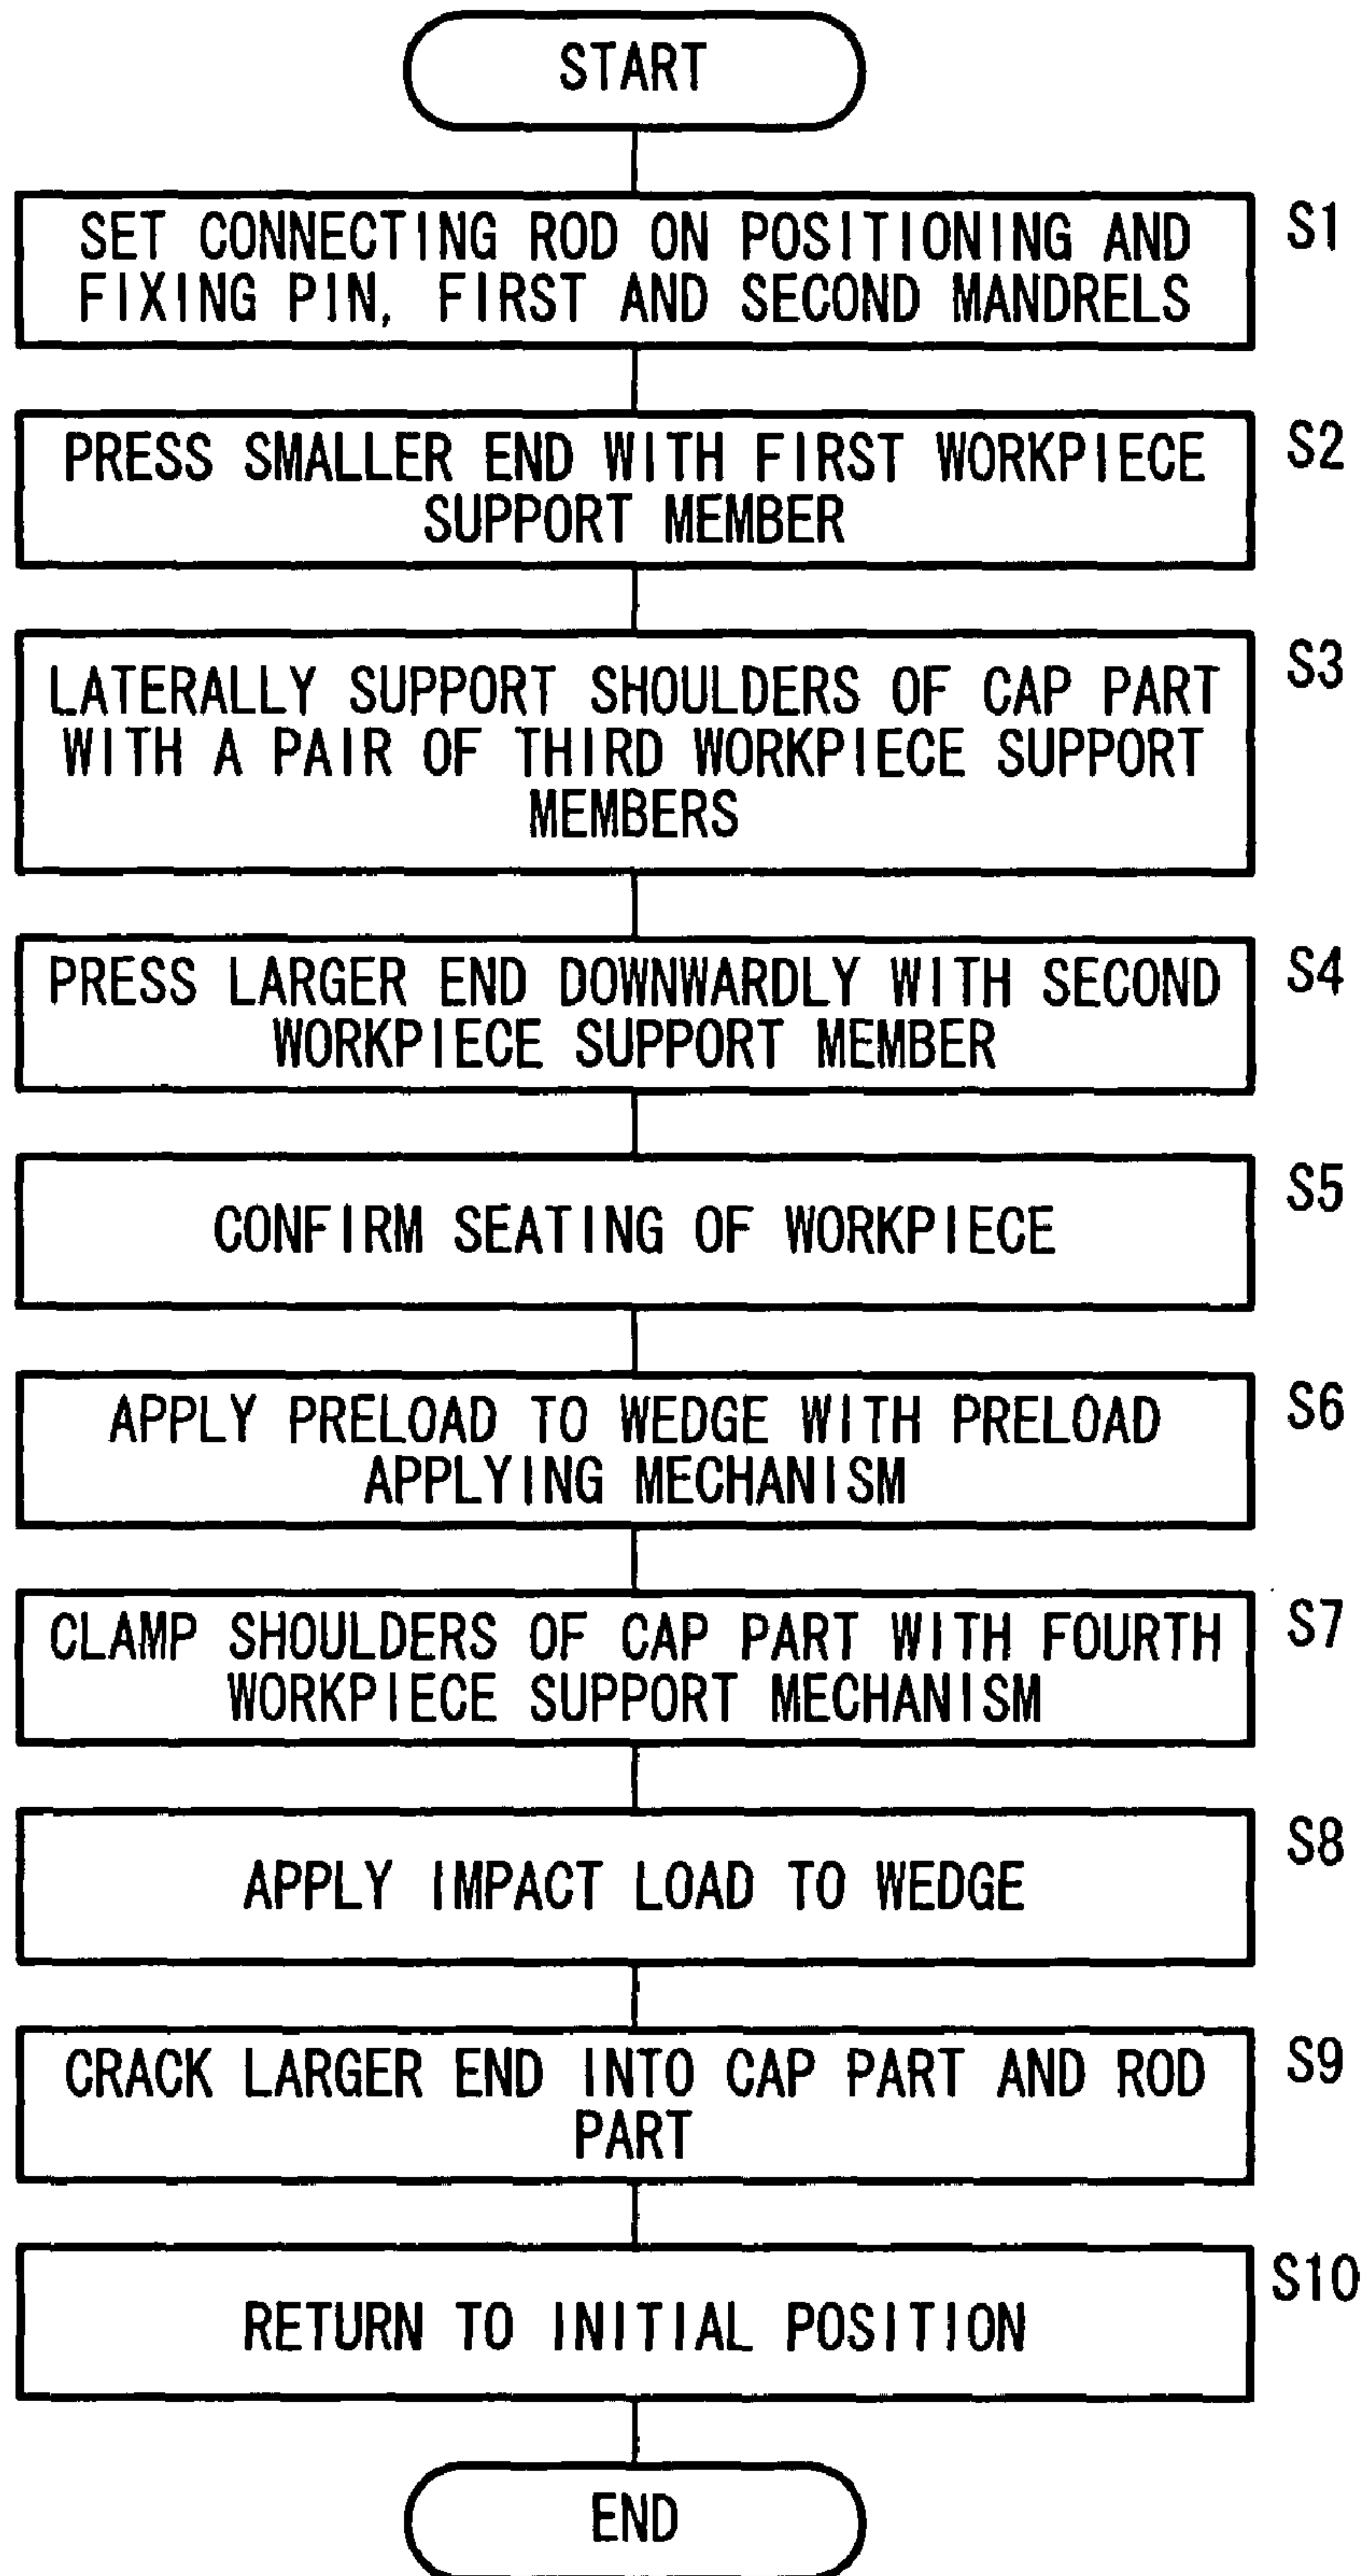 START
S1
SET CONNECTING ROD ON POSITIONING AND
FIXING PIN, FIRST AND SECOND MANDRELS
S2
PRESS SMALLER END WITH FIRST WORKPIECE
SUPPORT MEMBER
S3
LATERALLY SUPPORT SHOULDERS OF CAP PART
WITH A PAIR OF THIRD WORKPIECE SUPPORT
MEMBERS
S4
PRESS LARGER END DOWNWARDLY WITH SECOND
WORKPIECE SUPPORT MEMBER
S5
CONFIRM SEATING OF WORKPIECE
S6
APPLY PRELOAD TO WEDGE WITH PRELOAD
APPLYING MECHANISM
S7
CLAMP SHOULDERS OF CAP PART WITH FOURTH
WORKPIECE SUPPORT MECHANISM
S8
APPLY IMPACT LOAD TO WEDGE
S9
CRACK LARGER END INTO CAP PART AND ROD
PART
S10
RETURN TO INITIAL POSITION
END